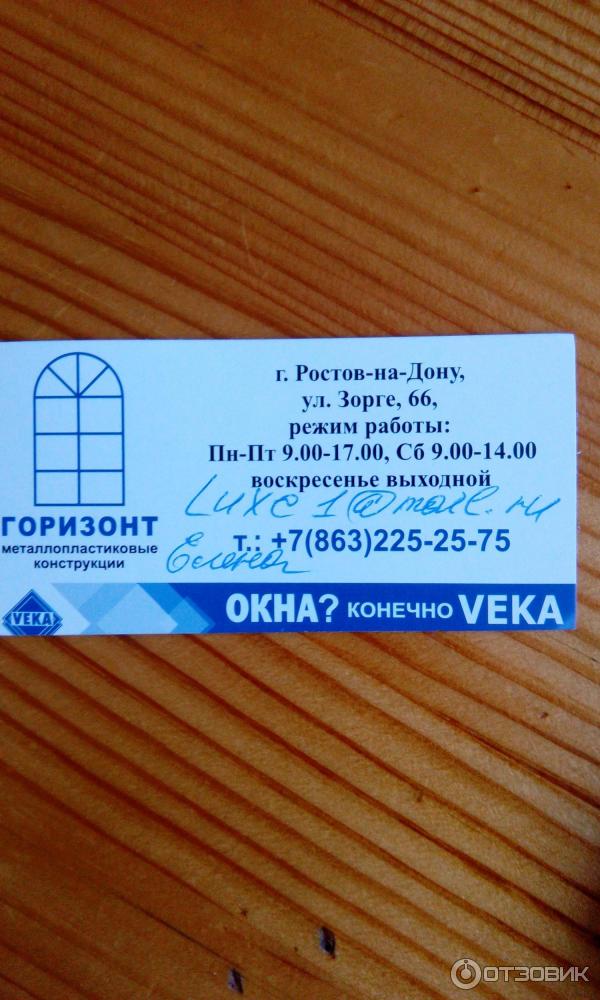 г. Ростов-на-Дону,
ул. Зорге, 66,
режим работы:
Пн-Пт 9.00-17.00, Сб 9.00-14.00
воскресенье выходной
Luxe1@mail.ru
т.: +7(863)225-25-75
Елена
ГОРИЗОНТ
металлопластиковые
конструкции
VEKA
ОКНА? КОНЕЧНО VEKA
ОТЗОВИК